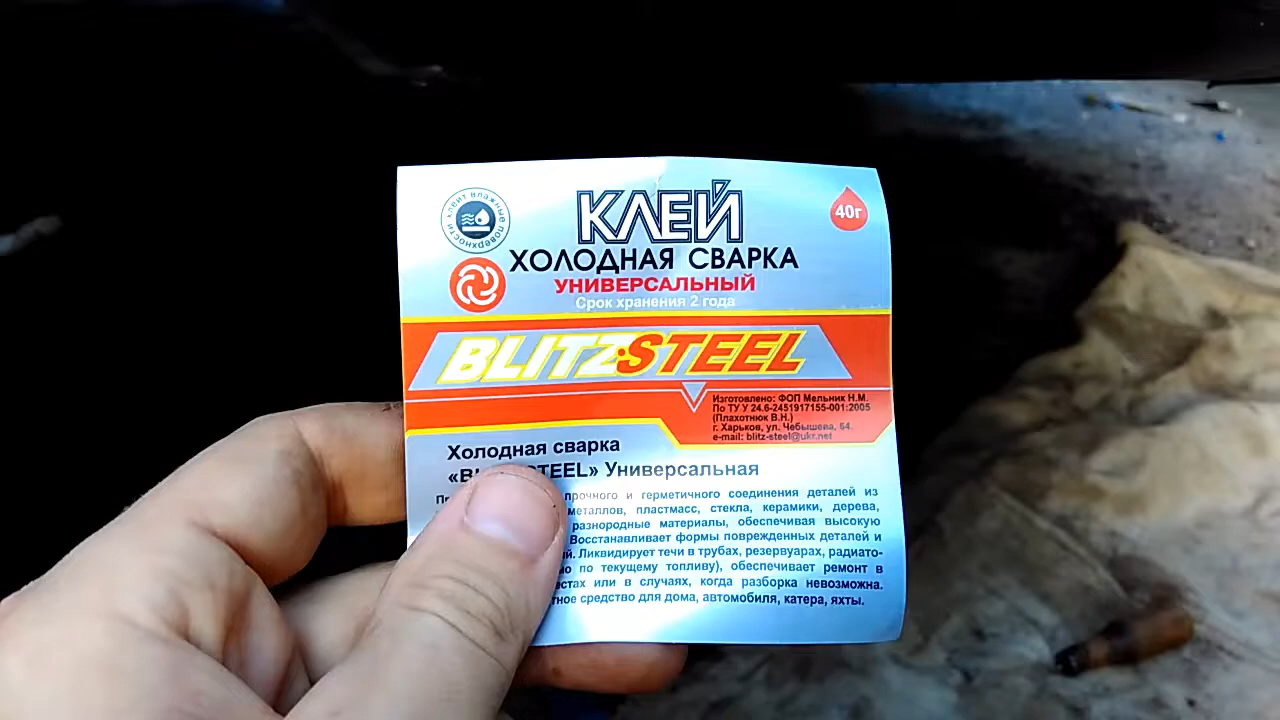 клеит влажные поверхности
КЛЕЙ
40г
ХОЛОДНАЯ СВАРКА
УНИВЕРСАЛЬНЫЙ
Срок хранения 2 года
BLITZ-STEEL
Изготовлено: ФОП Мельник Н.М.
По ТУ У 24.6-2451917155-001:2005
(Плахотнюк В.Н.)
г. Харьков, ул. Чебышева, 64.
e-mail: blitz-steel@ukr.net
Холодная сварка
STEEL» Универсальная
прочного и герметичного соединения деталей из
металлов, пластмасс, стекла, керамики, дерева,
разнородные материалы, обеспечивая высокую
Восстанавливает формы поврежденных деталей и
Ликвидирует течи в трубах, резервуарах, радиато-
по текущему топливу), обеспечивает ремонт в
или в случаях, когда разборка невозможна.
средство для дома, автомобиля, катера, яхты.